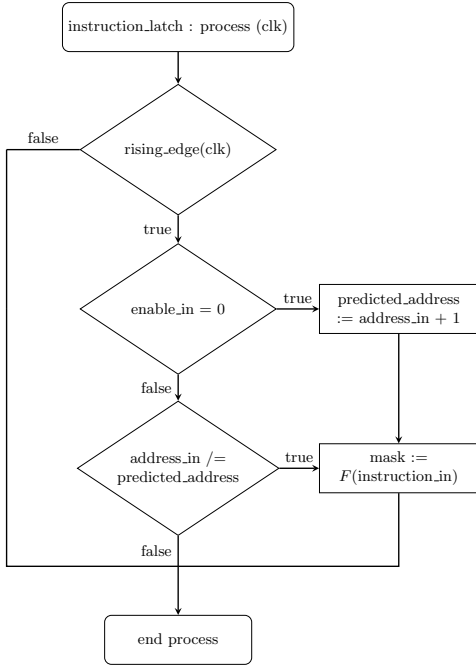 instruction_latch : process (clk)
false
rising_edge(clk)
true
enable_in = 0
true
predicted_address
:= address_in + 1
false
address_in /=
predicted_address
true
mask :=
F(instruction_in)
false
end process